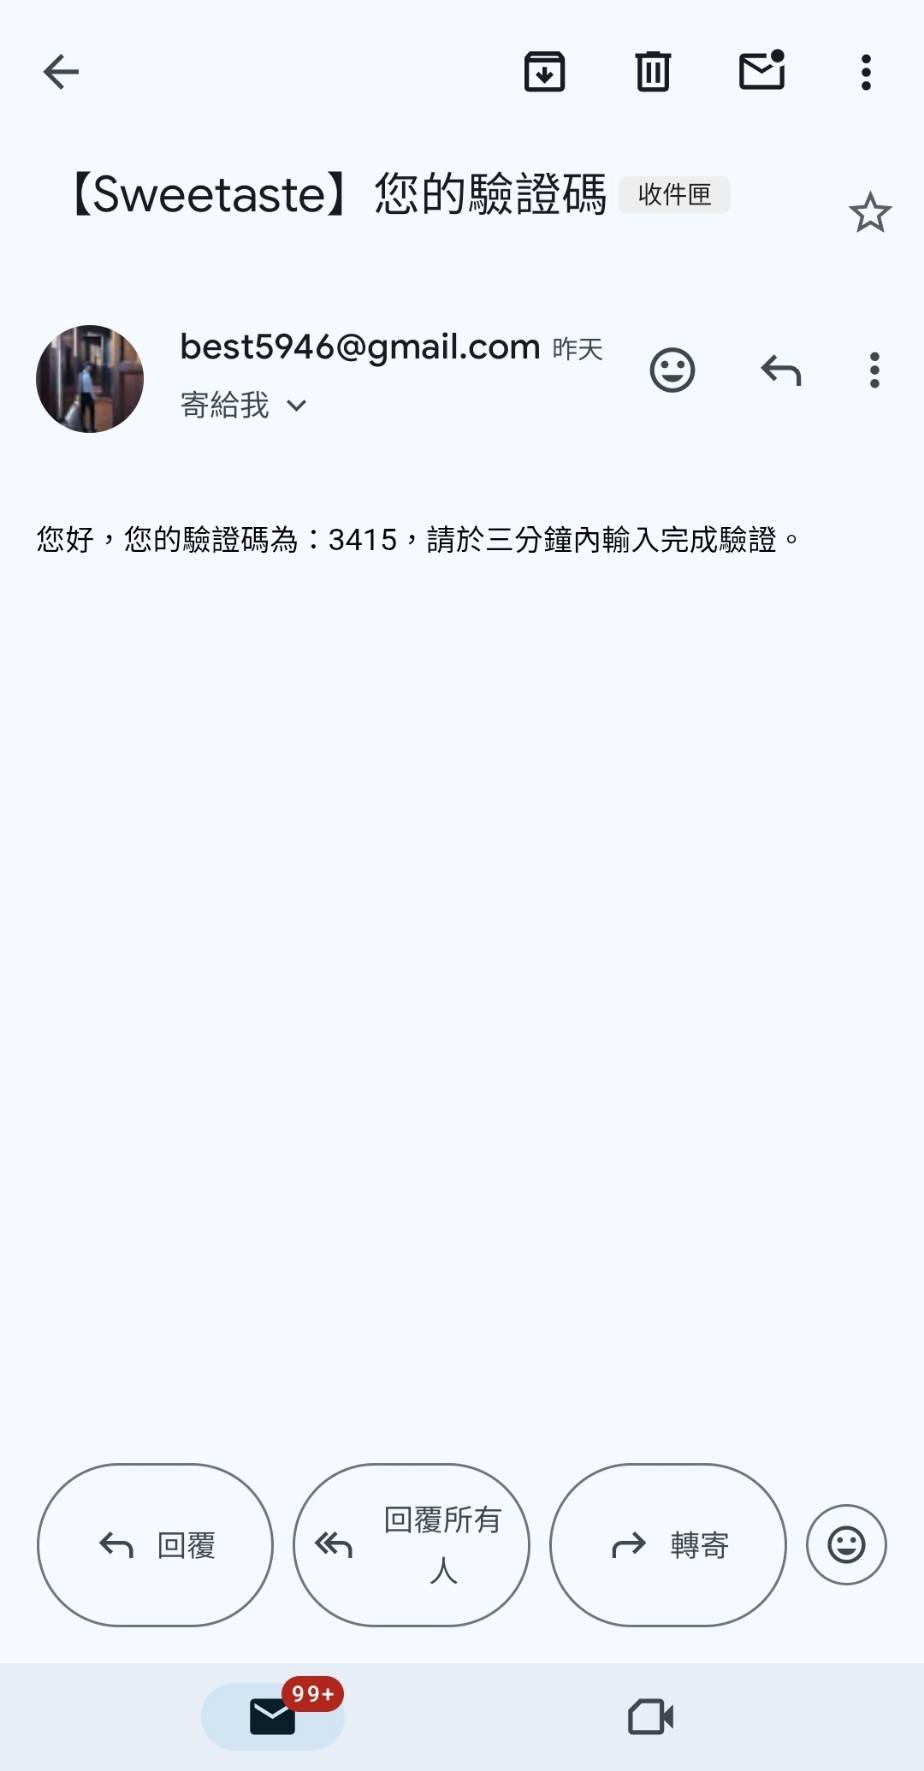 【Sweetaste】您的驗證碼 收件匣
best5946@gmail.com 昨天
寄給我
您好，您的驗證碼為：3415，請於三分鐘內輸入完成驗證。
回覆
回覆所有
人
轉寄
99+